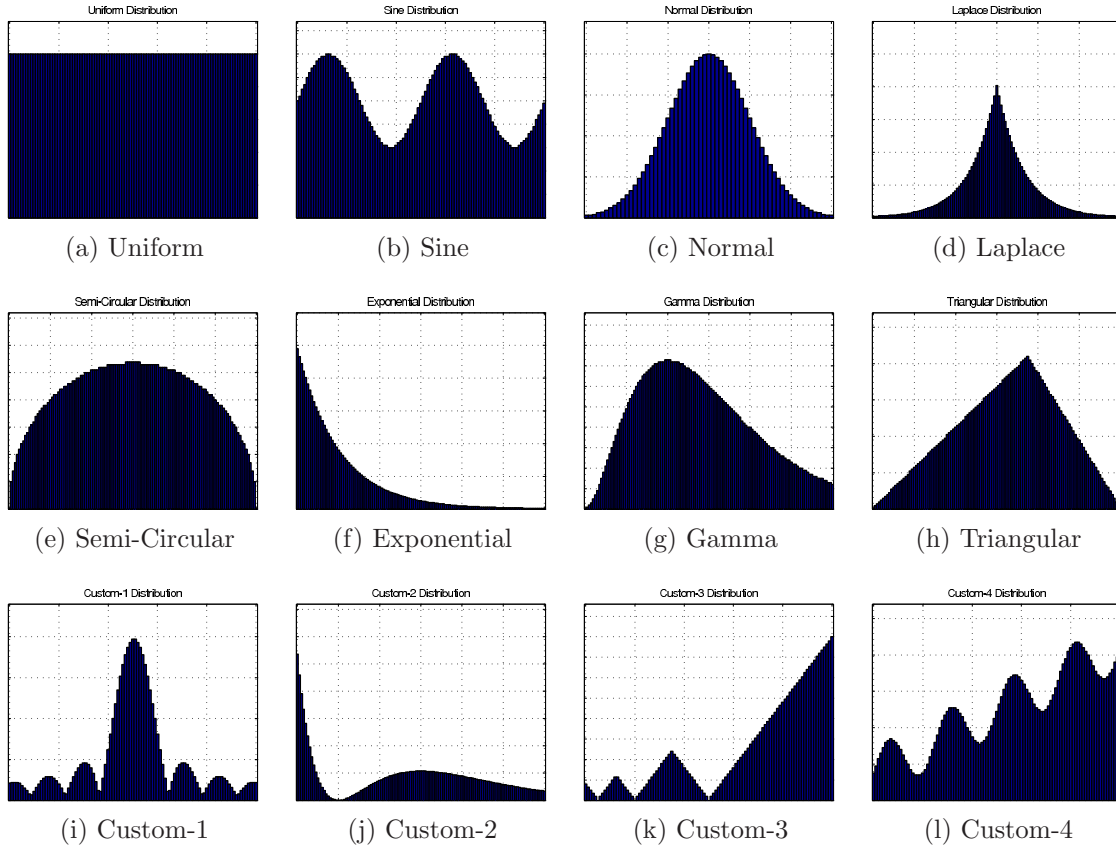 Uniform Distribution
Sine Distribution
Normal Distribution
Laplace Distribution
(a) Uniform
(b) Sine
(c) Normal
(d) Laplace
Semi-Circular Distribution
Exponential Distribution
Gamma Distribution
Triangular Distribution
(e) Semi-Circular
(f) Exponential
(g) Gamma
(h) Triangular
Custom-1 Distribution
Custom-2 Distribution
Custom-3 Distribution
Custom-4 Distribution
(i) Custom-1
(j) Custom-2
(k) Custom-3
(l) Custom-4